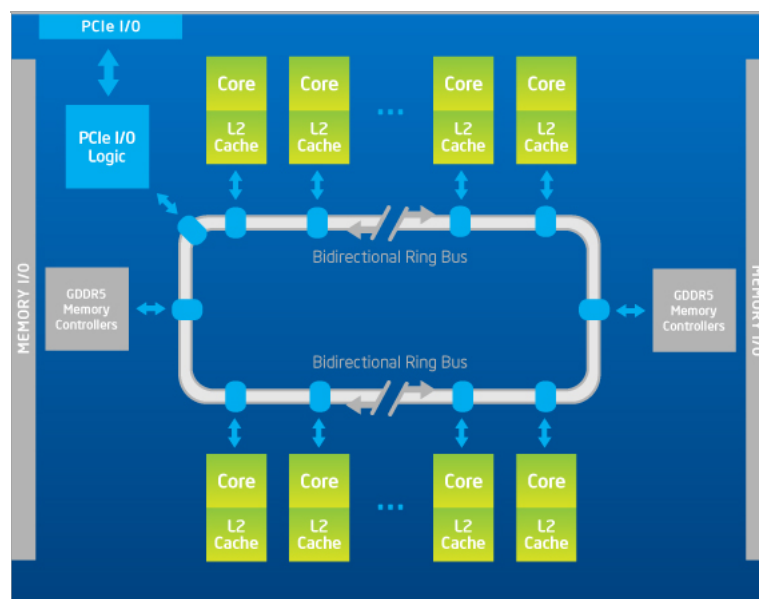 PCIe I/O
PCIe I/O
Logic
Core
L2
Cache
Core
L2
Cache
...
Core
L2
Cache
Core
L2
Cache
Bidirectional Ring Bus
MEMORY I/O
GDDR5
Memory
Controllers
GDDR5
Memory
Controllers
MEMORY I/O
Bidirectional Ring Bus
Core
L2
Cache
Core
L2
Cache
...
Core
L2
Cache
Core
L2
Cache